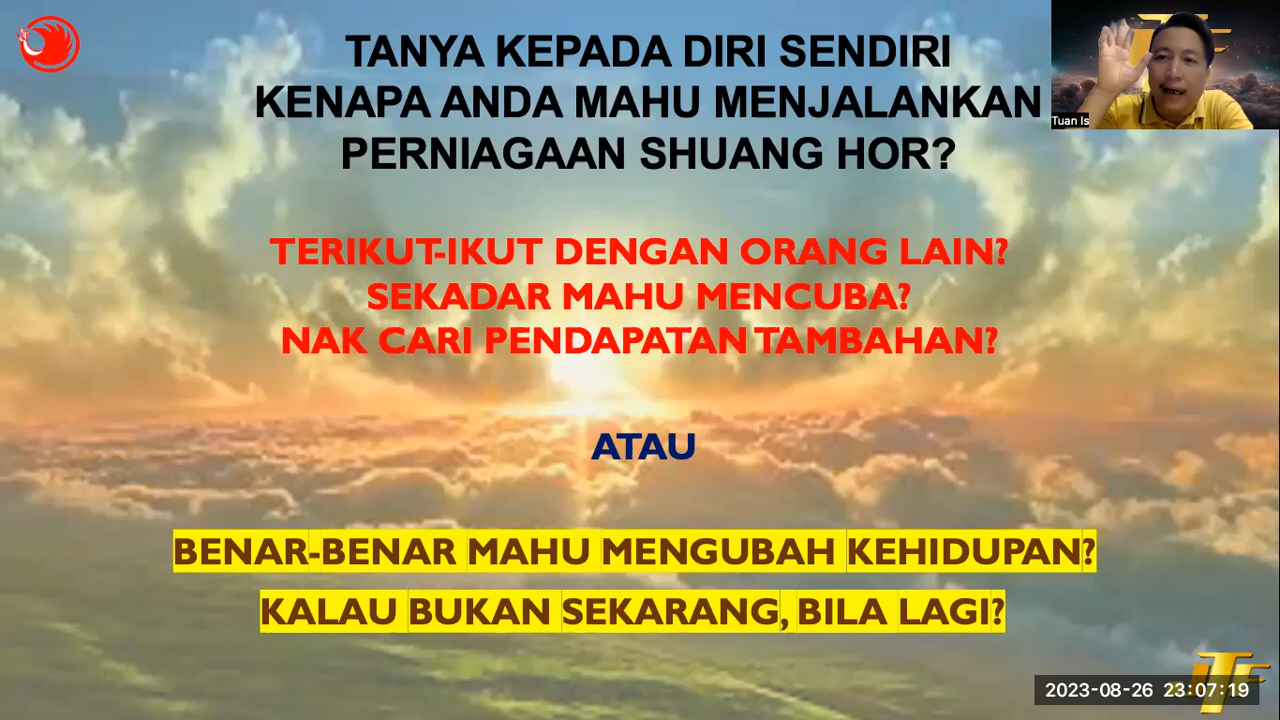 TANYA KEPADA DIRI SENDIRI
KENAPA ANDA MAHU MENJALANKAN
PERNIAGAAN SHUANG HOR?
Tuan Is
TERIKUT-IKUT DENGAN ORANG LAIN?
SEKADAR MAHU MENCUBA?
NAK CARI PENDAPATAN TAMBAHAN?
ATAU
BENAR-BENAR MAHU MENGUBAH KEHIDUPAN?
KALAU BUKAN SEKARANG, BILA LAGI?
2023-08-26 23:07:19